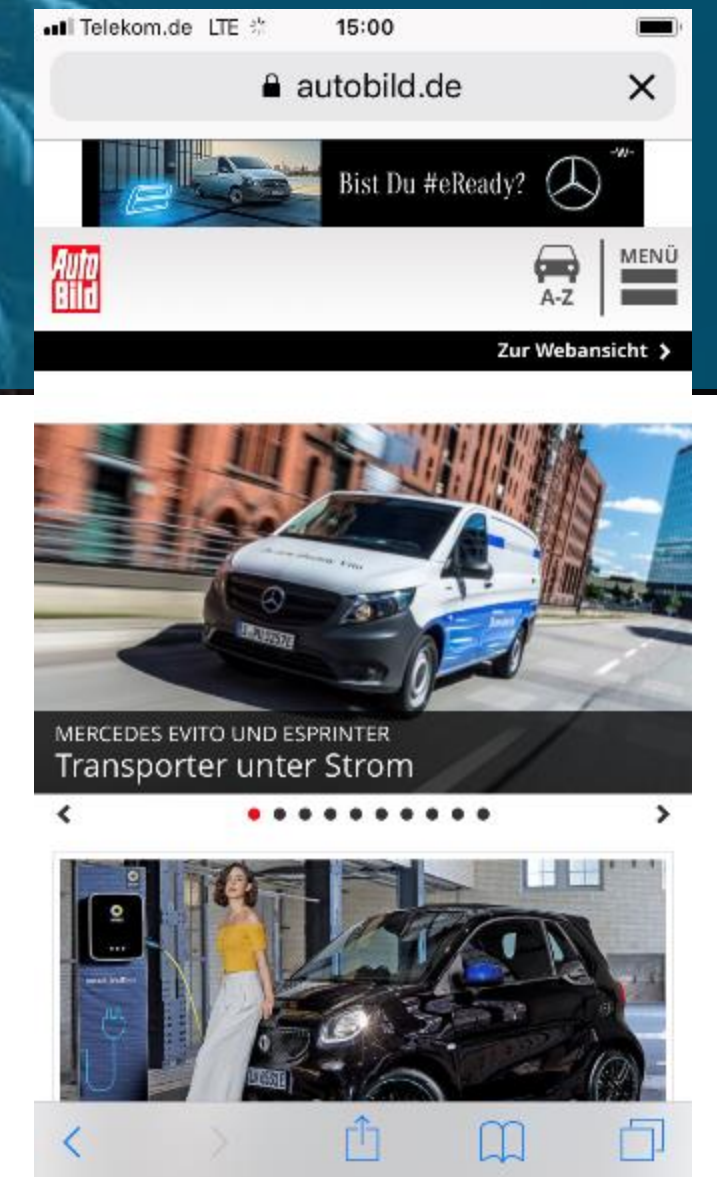 Telekom.de LTE 15:00
autobild.de
Bist Du #eReady?
Auto
Bild
A-Z
MENÜ
Zur Webansicht
MERCEDES EVITO UND ESPRINTER
Transporter unter Strom